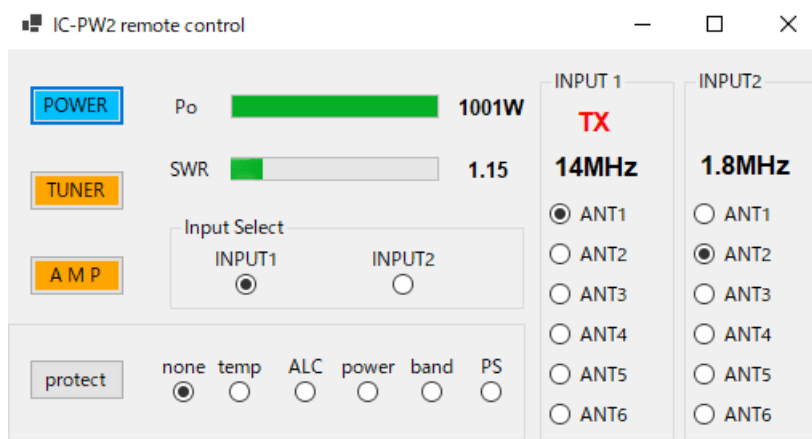 IC-PW2 remote control
POWER
Po
1001W
TUNER
SWR
1.15
Input Select
INPUT1 INPUT2
A M P
protect
none temp ALC power band PS
INPUT 1
TX
14MHz
ANT1
ANT2
ANT3
ANT4
ANT5
ANT6
INPUT2
1.8MHz
ANT1
ANT2
ANT3
ANT4
ANT5
ANT6